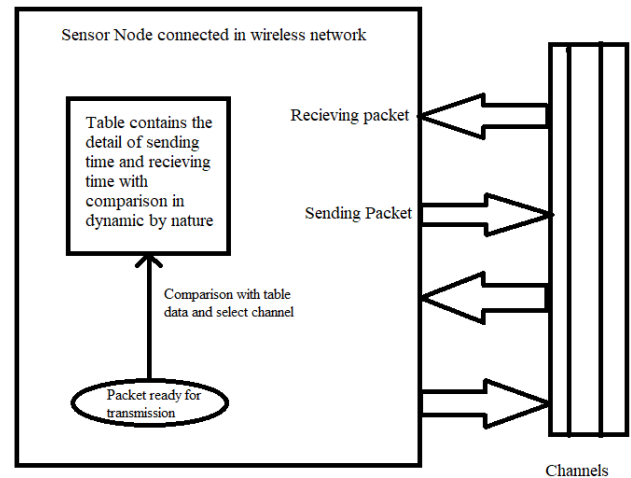 Sensor Node connected in wireless network
Table contains the
detail of sending
time and recieving
time with
comparison in
dynamic by nature
Recieving packet
Sending Packet
Comparison with table
data and select channel
Packet ready for
transmission
Channels